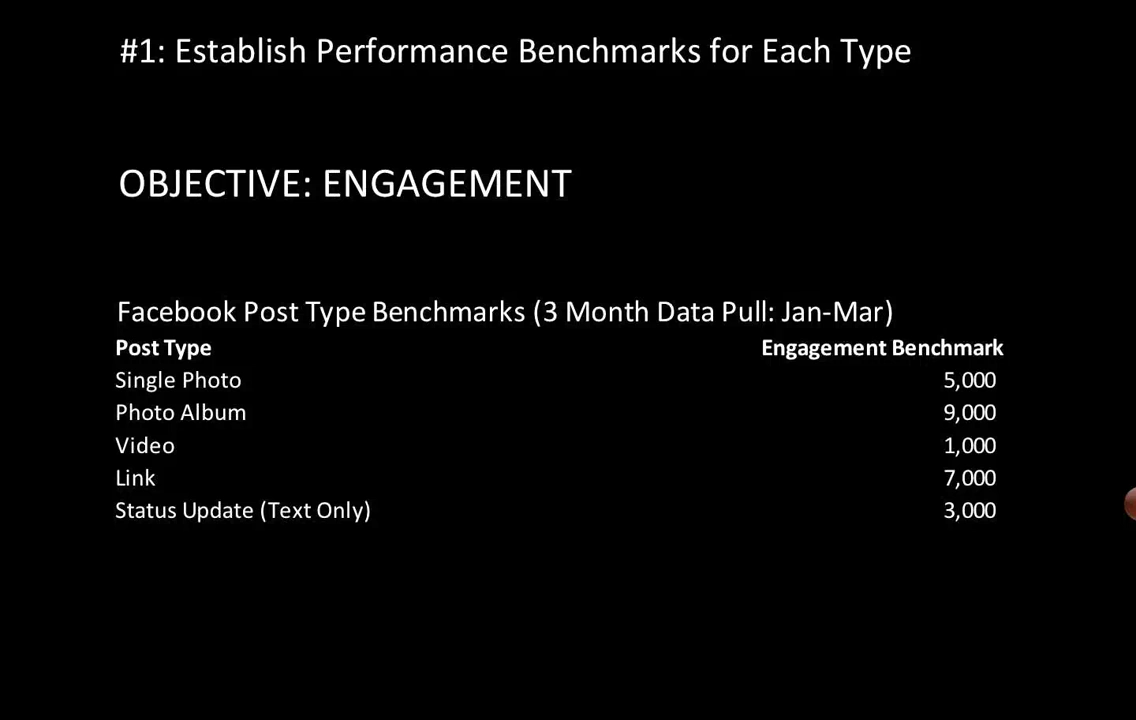 #1: Establish Performance Benchmarks for Each Type
OBJECTIVE: ENGAGEMENT
Facebook Post Type Benchmarks (3 Month Data Pull: Jan-Mar)
Post Type Engagement Benchmark
Single Photo 5,000
Photo Album 9,000
Video 1,000
Link 7,000
Status Update (Text Only) 3,000